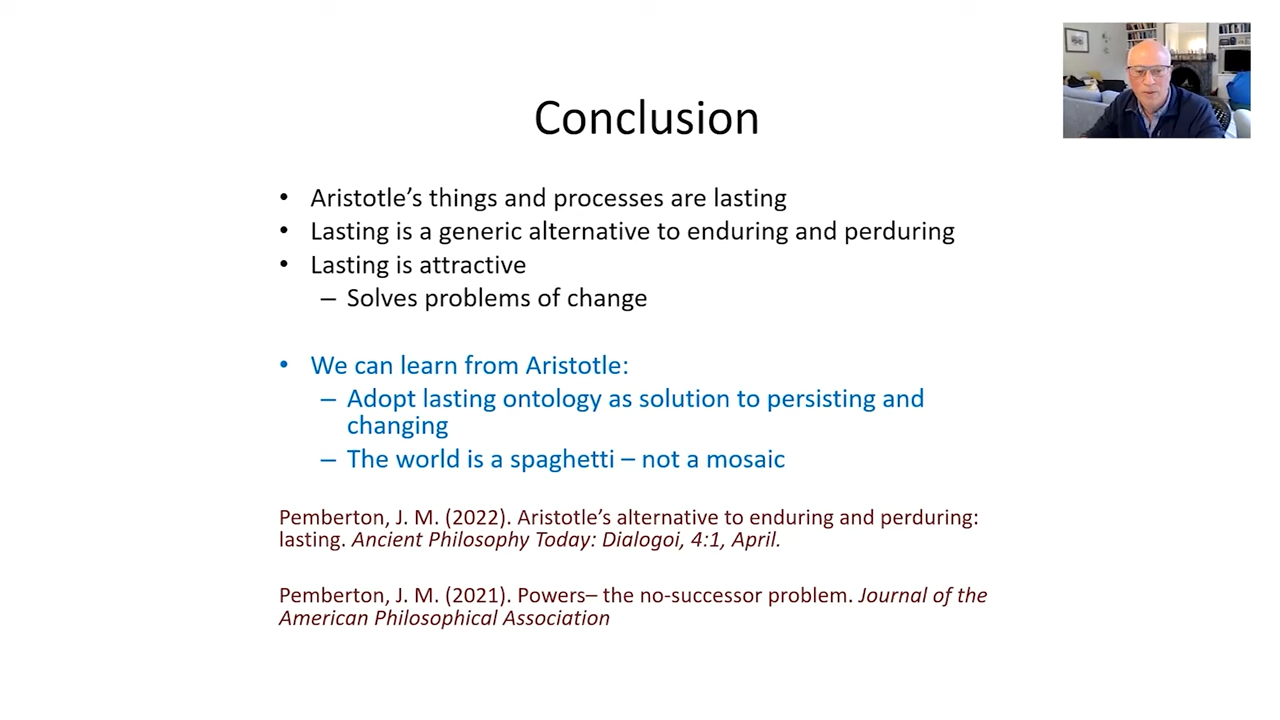 Conclusion
• Aristotle’s things and processes are lasting
• Lasting is a generic alternative to enduring and perduring
• Lasting is attractive
– Solves problems of change
• We can learn from Aristotle:
– Adopt lasting ontology as solution to persisting and
changing
– The world is a spaghetti – not a mosaic
Pemberton, J. M. (2022). Aristotle’s alternative to enduring and perduring:
lasting. Ancient Philosophy Today: Dialogoi, 4:1, April.
Pemberton, J. M. (2021). Powers– the no-successor problem. Journal of the
American Philosophical Association